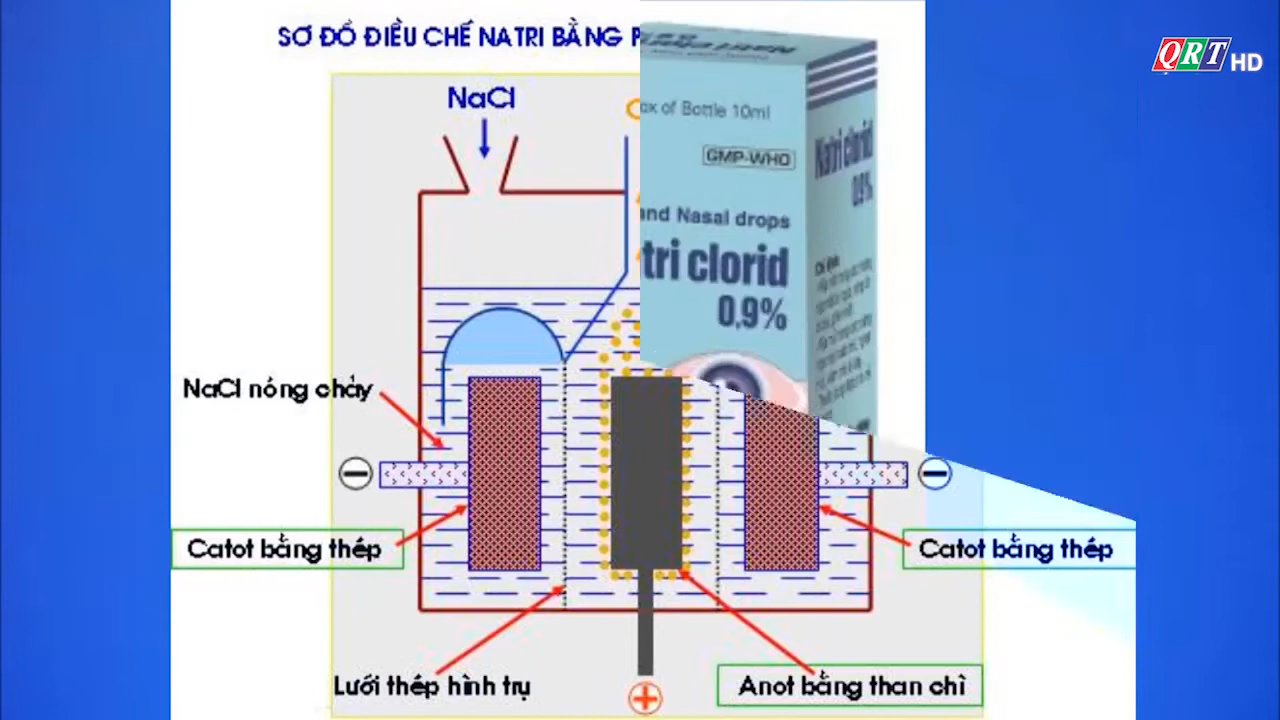 SƠ ĐỒ ĐIỀU CHẾ NATRI BẰNG
QRT HD
NaCl
of Bottle 10ml
GMP-WHO
Natri clorid
0.9%
and Nasal drops
tri clorid
0,9%
Chỉ định:
NaCl nóng chảy
Catot bằng thép
Catot bằng thép
Lưới thép hình trụ
Anot bằng than chì